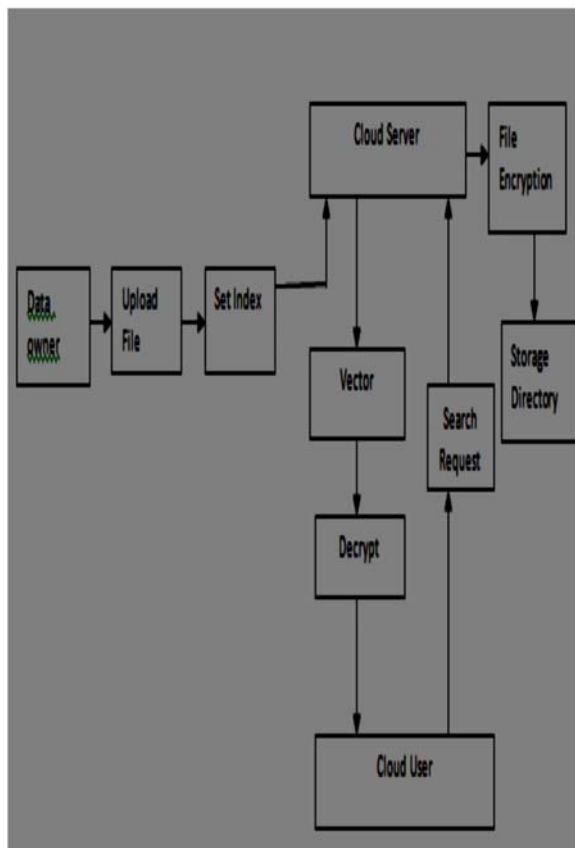 Cloud Server
File
Encryption
Data
owner
Upload
File
Set Index
Vector
Search
Request
Storage
Directory
Decrypt
Cloud User